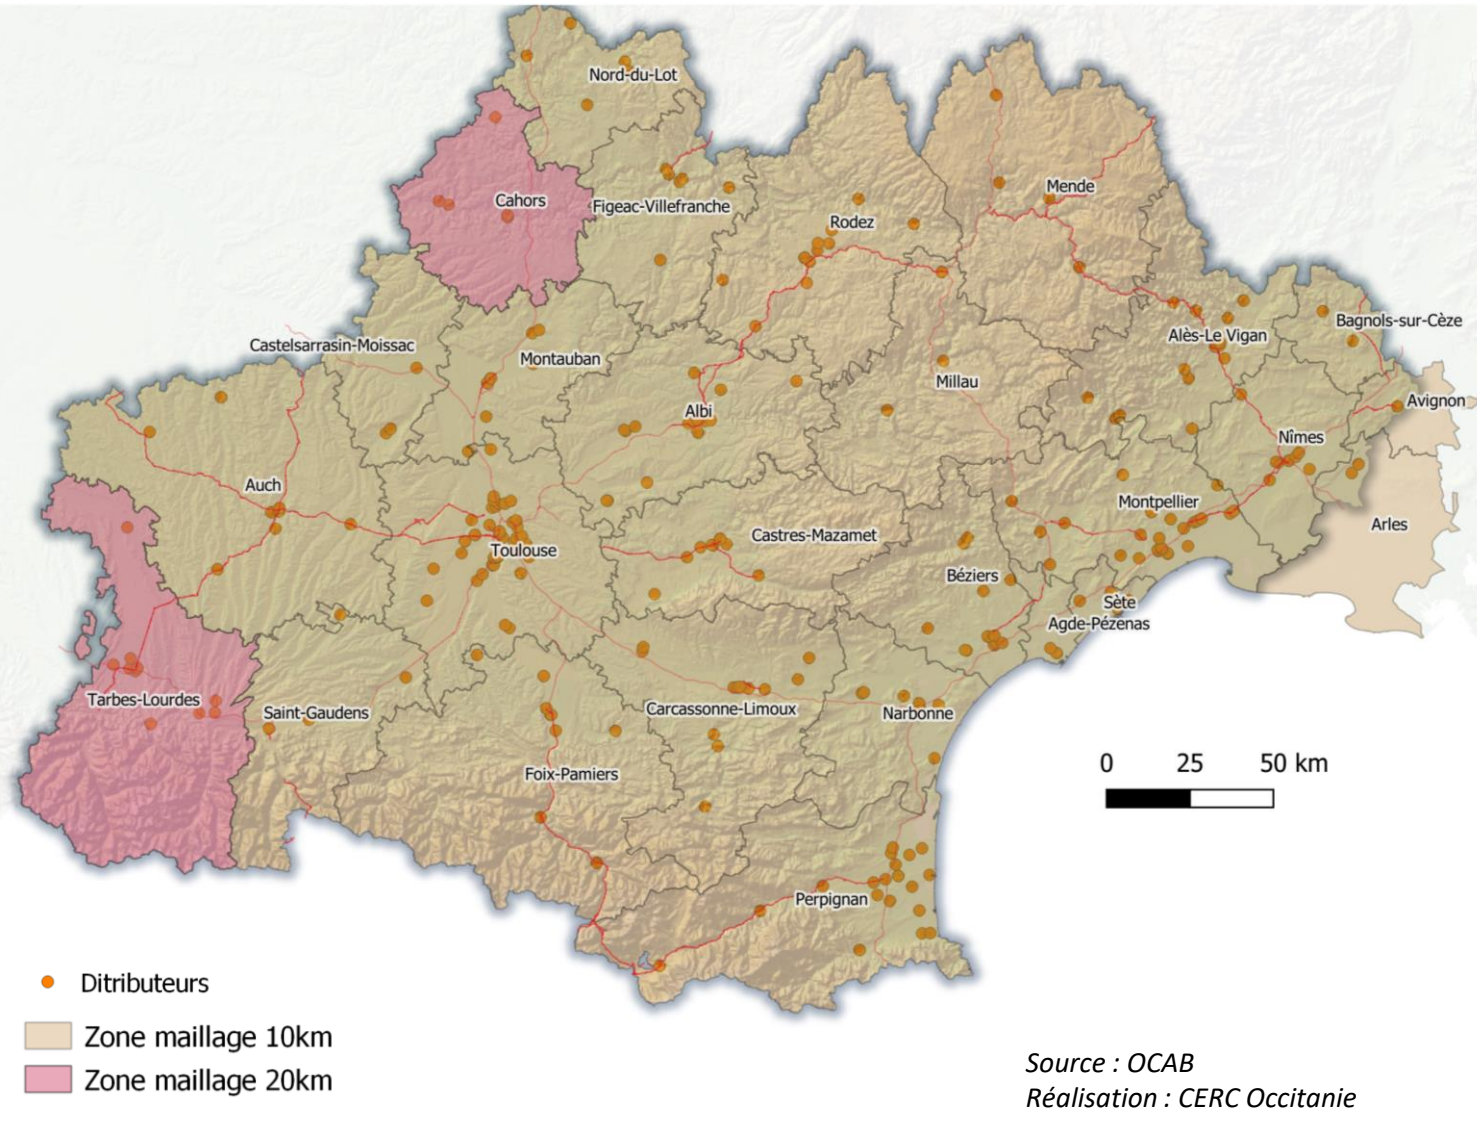 Nord-du-Lot
Cahors
Figeac-Villefranche
Mende
Rodez
Castelsarrasin-Moissac
Montauban
Alès-Le Vigan
Bagnols-sur-Cèze
Millau
Avignon
Albi
Nîmes
Auch
Montpellier
Arles
Toulouse
Castres-Mazamet
Béziers
Sète
Agde-Pézenas
Tarbes-Lourdes
Saint-Gaudens
Carcassonne-Limoux
Narbonne
Foix-Pamiers
0 25 50 km
Perpignan
Ditributeurs
Zone maillage 10km
Zone maillage 20km
Source : OCAB
Réalisation : CERC Occitanie